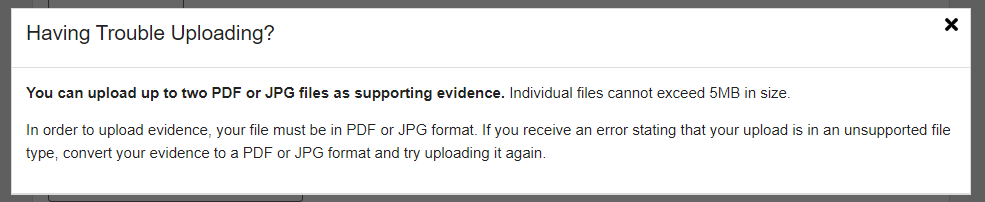 Having Trouble Uploading?
You can upload up to two PDF or JPG files as supporting evidence. Individual files cannot exceed 5MB in size.
In order to upload evidence, your file must be in PDF or JPG format. If you receive an error stating that your upload is in an unsupported file
type, convert your evidence to a PDF or JPG format and try uploading it again.